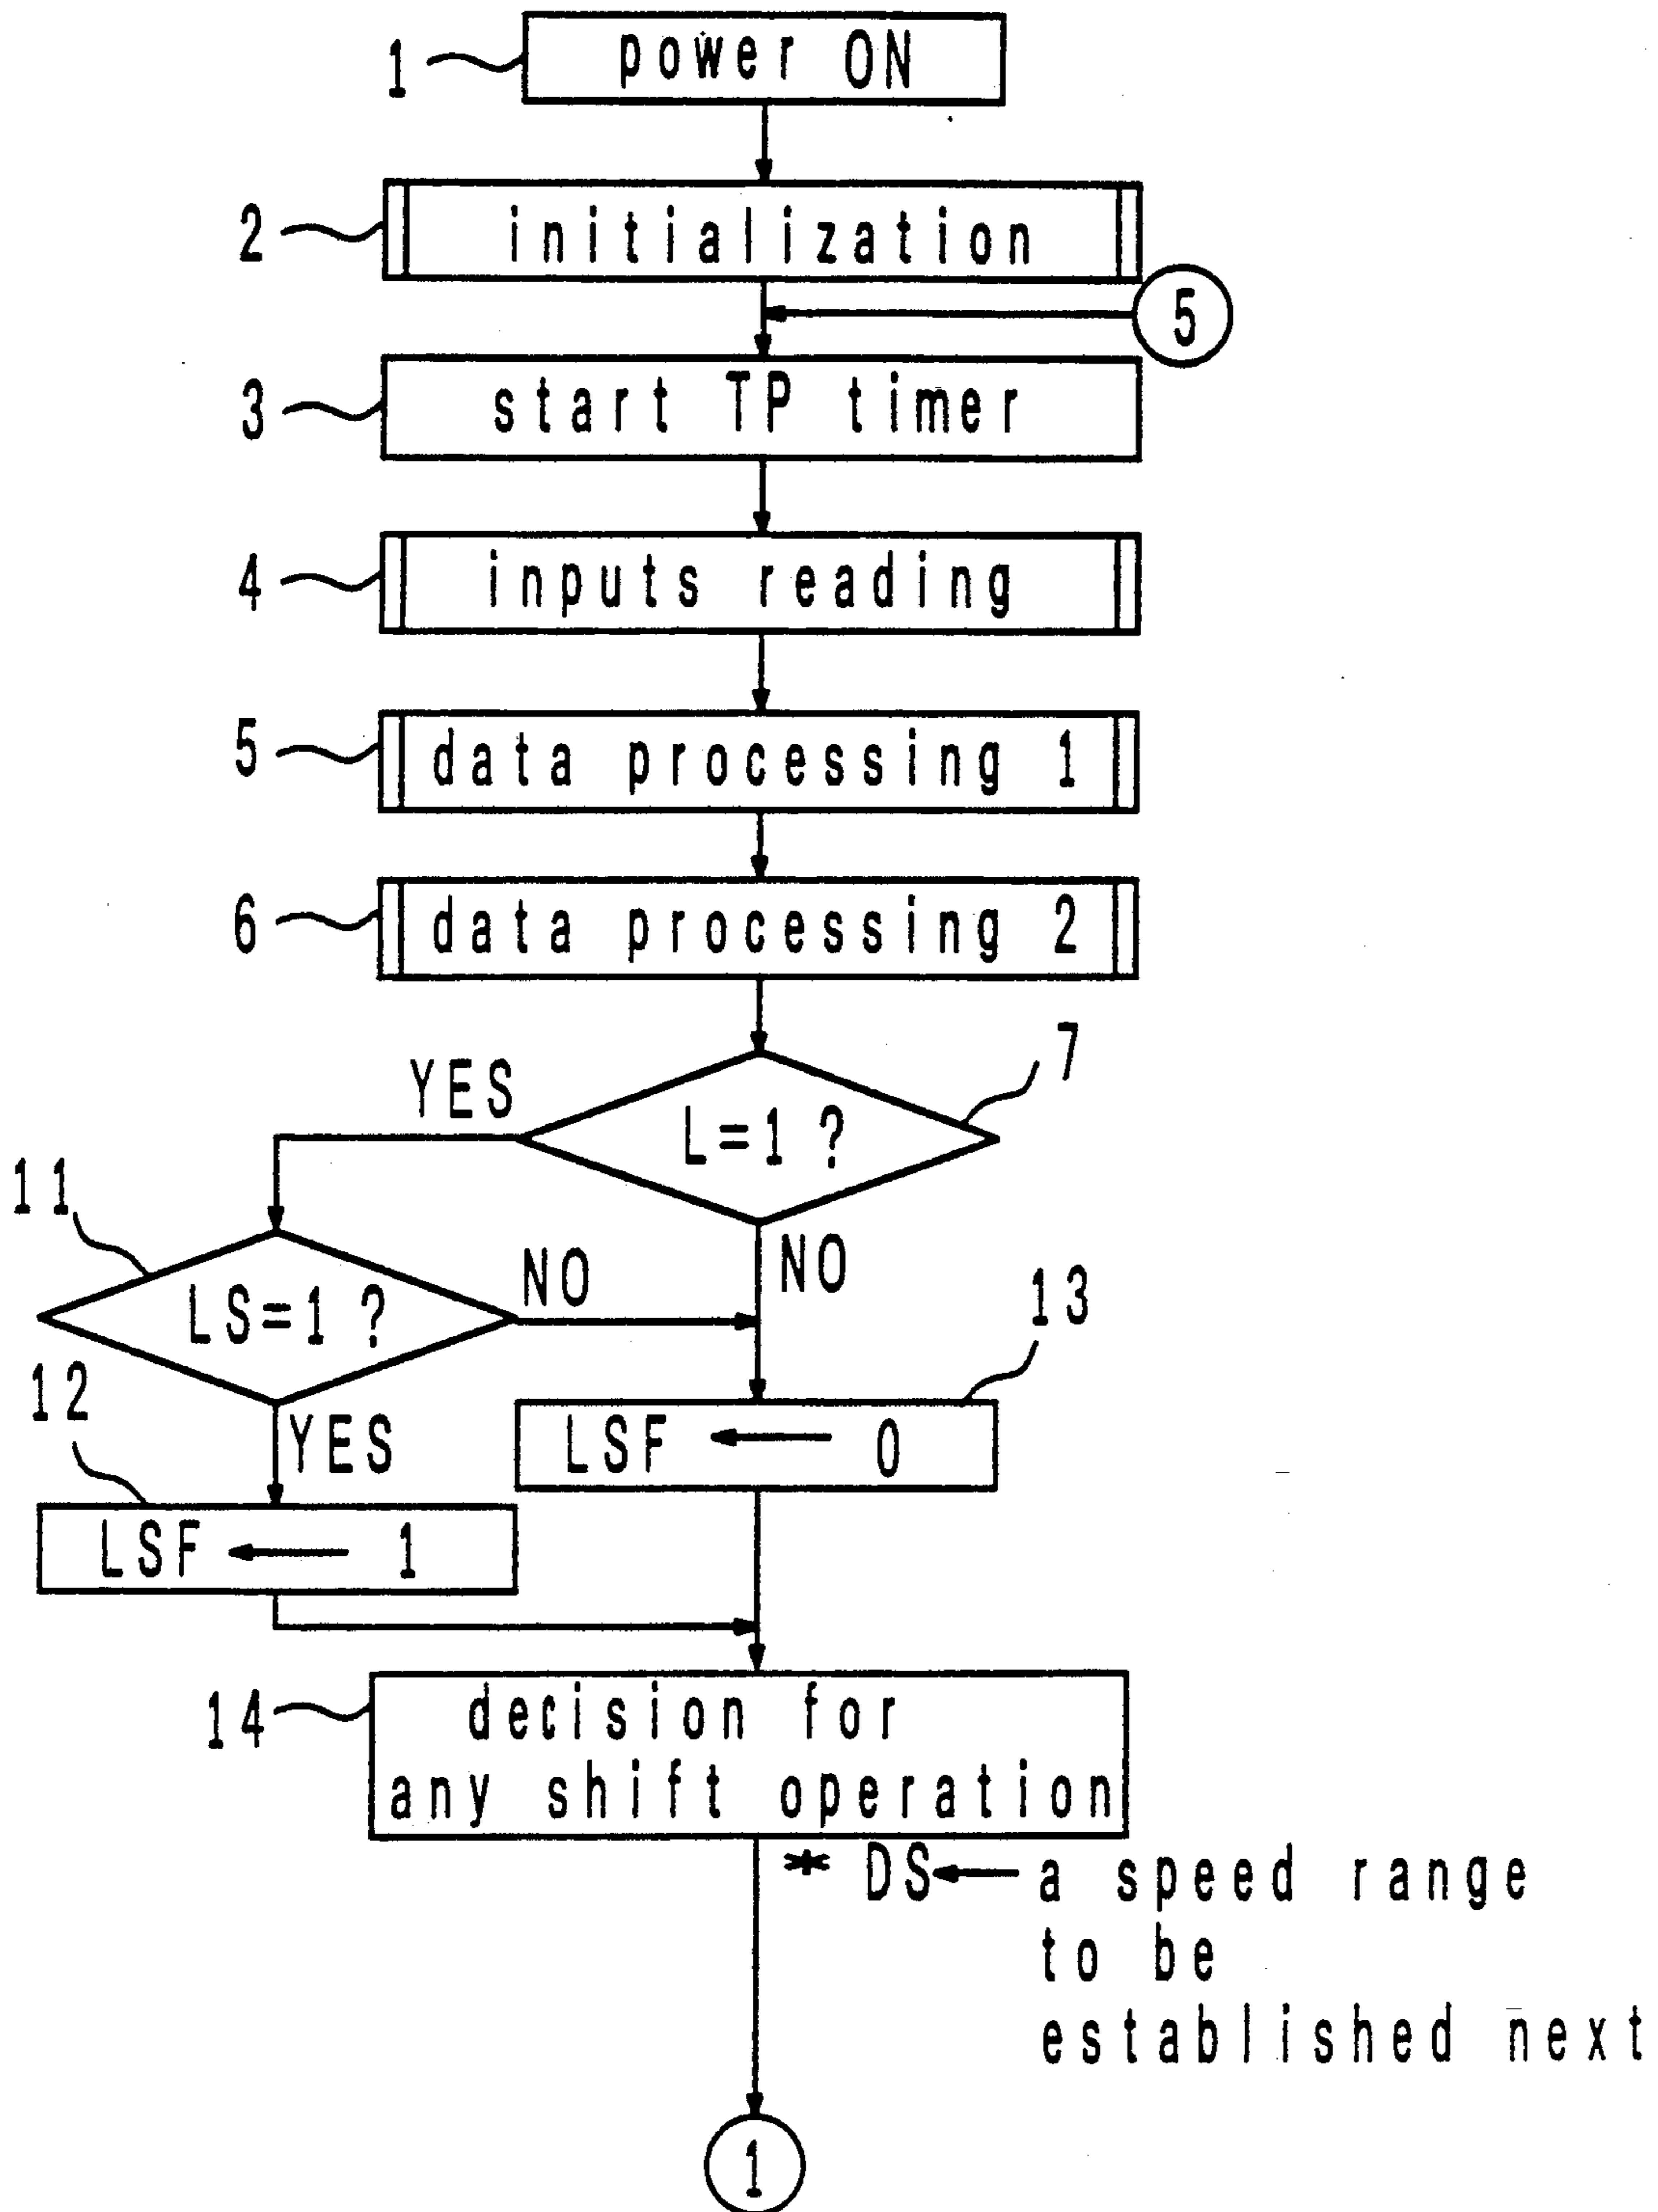 1
power ON
2
initialization
5
3
start TP timer
4
inputs reading
5
data processing 1
6
data processing 2
7
YES
L=1 ?
11
NO
NO
LS=1 ?
13
12
YES
LSF ← 0
LSF ← 1
14
decision for
any shift operation
* DS← a speed range
to be
established next
1